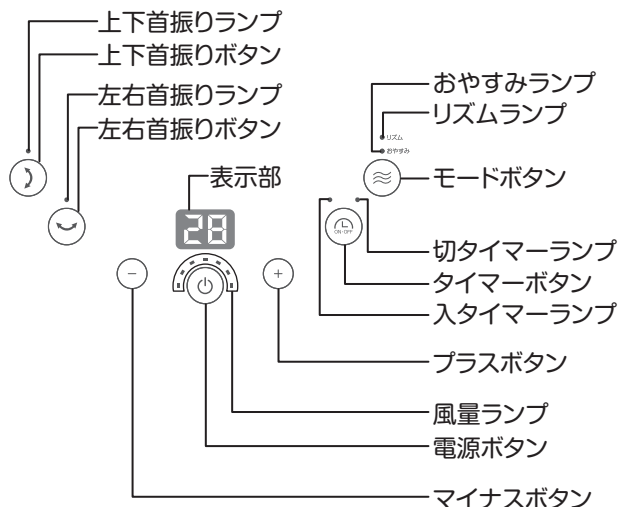 上下首振りランプ
上下首振りボタン
左右首振りランプ
左右首振りボタン
表示部
28
おやすみランプ
リズムランプ
リズム
おやすみ
モードボタン
ON·OFF
切タイマーランプ
タイマーボタン
入タイマーランプ
プラスボタン
風量ランプ
電源ボタン
マイナスボタン